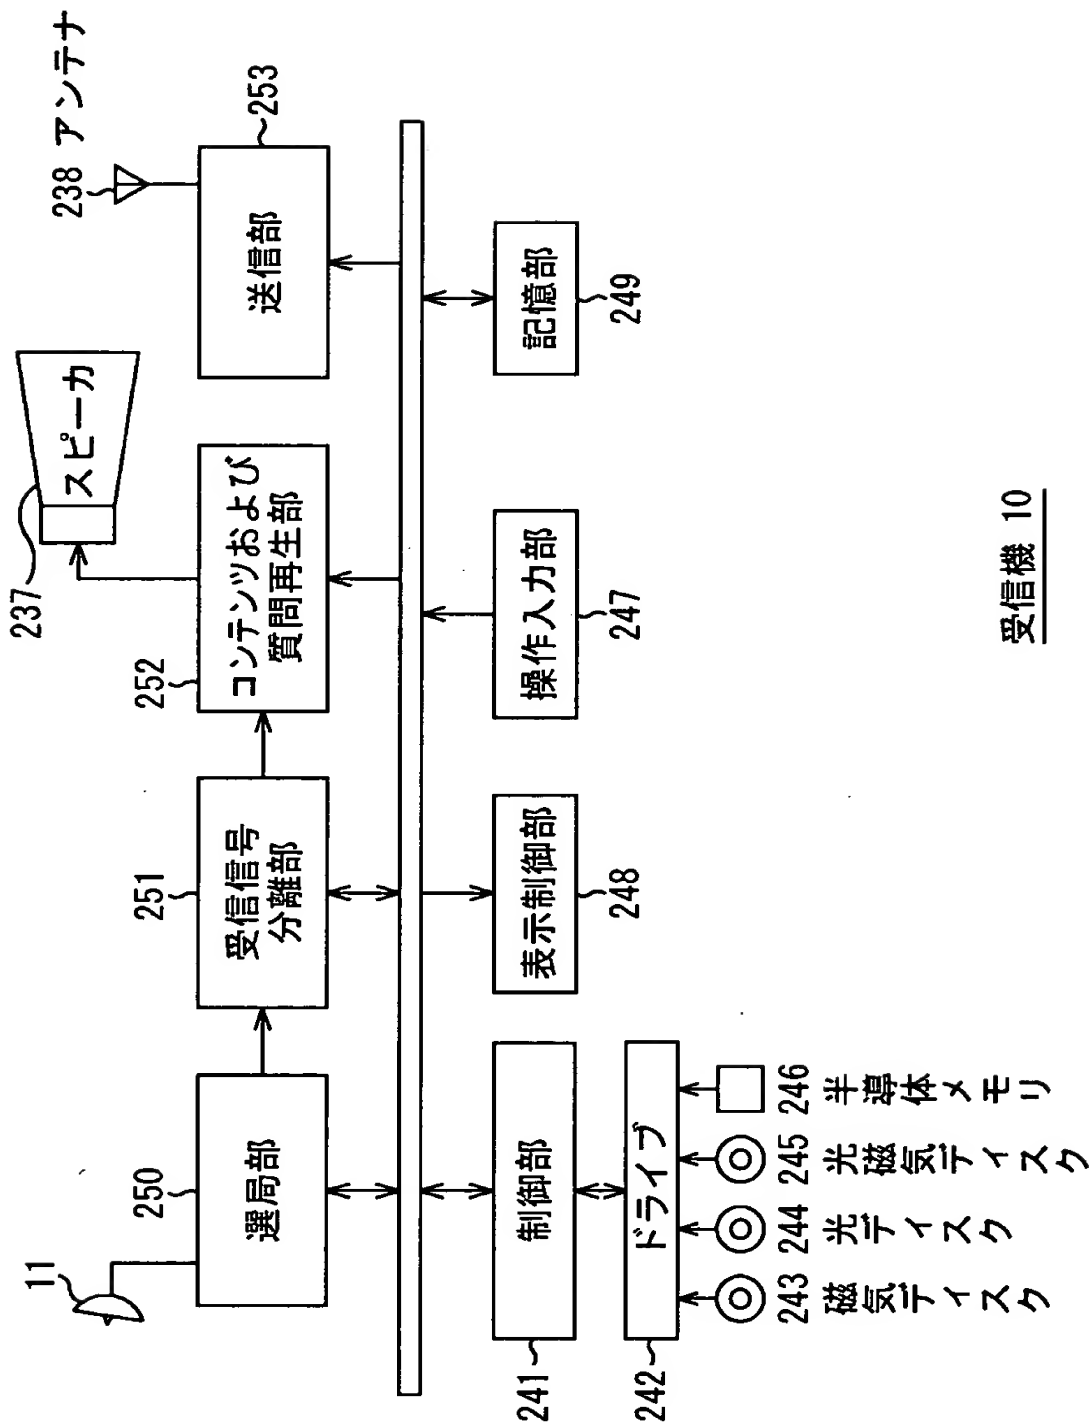 11
250
選局部
251
受信信号
分離部
252
コンテンツおよび
質問再生部
237
スピーカ
238 アンテナ
送信部
253
241
制御部
表示制御部
248
操作入力部
247
記憶部
249
242
ドライブ
243
磁気ディスク
244
光ディスク
245
光磁気ディスク
246
半導体メモリ
受信機 10